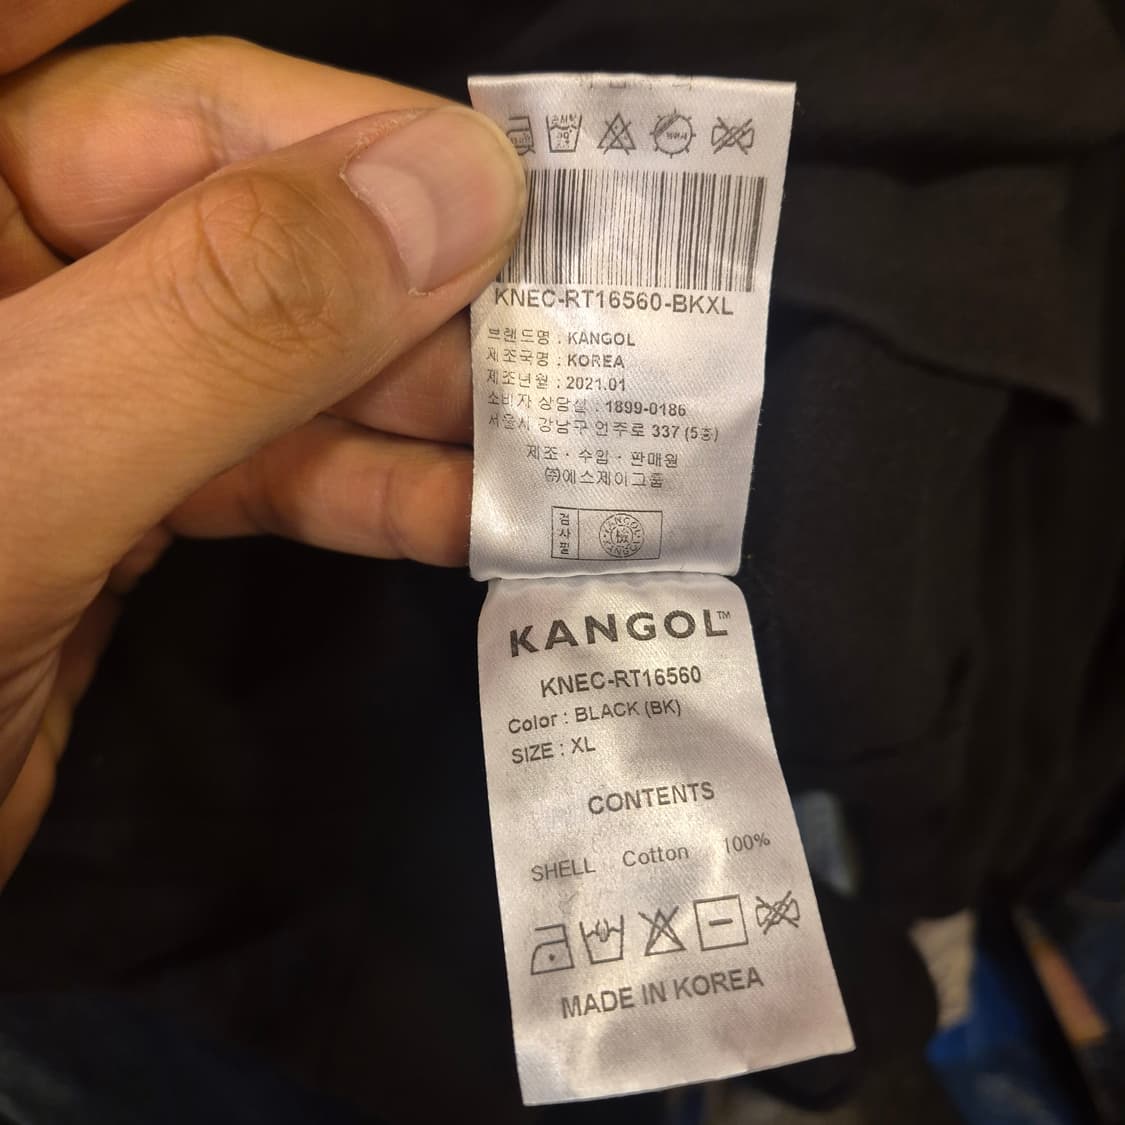 KNEC-RT16560-BKXL
브랜드명 : KANGOL
제조국명 : KOREA
제조년월 : 2021.01
소비자 상담실 : 1899-0186
서울시 강남구 언주로 337 (5층)
제조 · 수입 · 판매원
㈜에스제이그룹
검사필
KANGOL
檢
KANGOL™
KNEC-RT16560
Color : BLACK (BK)
SIZE : XL
CONTENTS
SHELL Cotton 100%
MADE IN KOREA